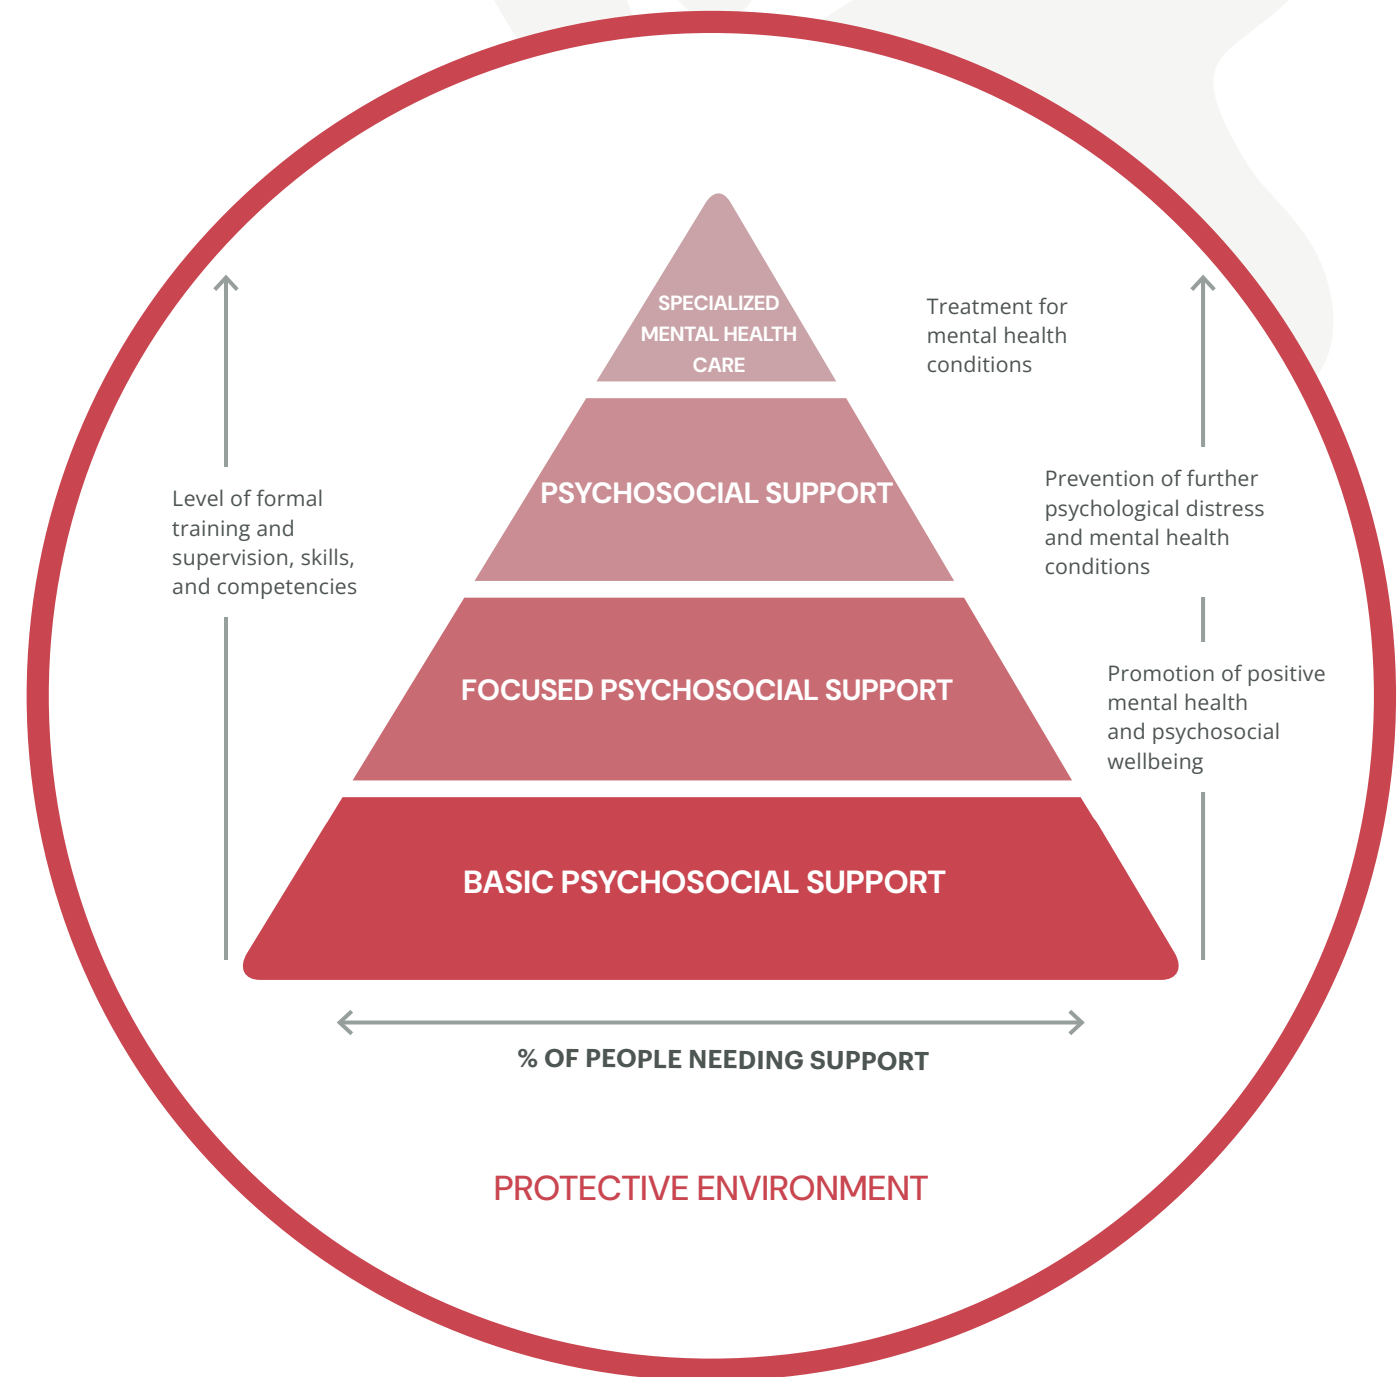 SPECIALIZED
MENTAL HEALTH
CARE
Treatment for
mental health
conditions
PSYCHOSOCIAL SUPPORT
Level of formal
training and
supervision, skills,
and competencies
Prevention of further
psychological distress
and mental health
conditions
FOCUSED PSYCHOSOCIAL SUPPORT
Promotion of positive
mental health
and psychosocial
wellbeing
BASIC PSYCHOSOCIAL SUPPORT
% OF PEOPLE NEEDING SUPPORT
PROTECTIVE ENVIRONMENT